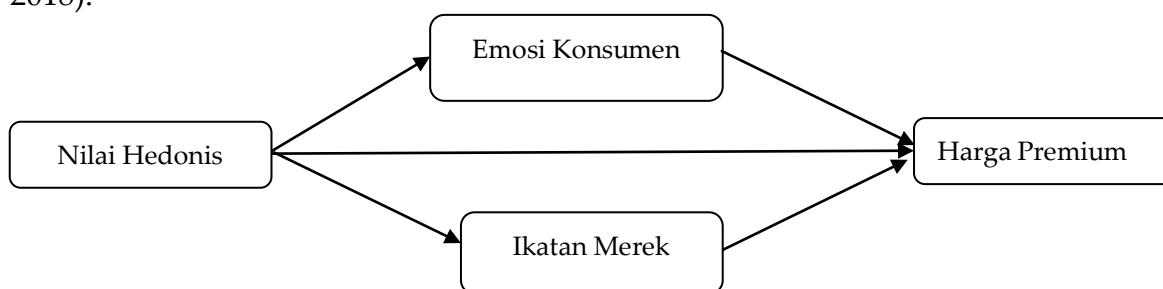 Emosi Konsumen
Nilai Hedonis
Harga Premium
Ikatan Merek